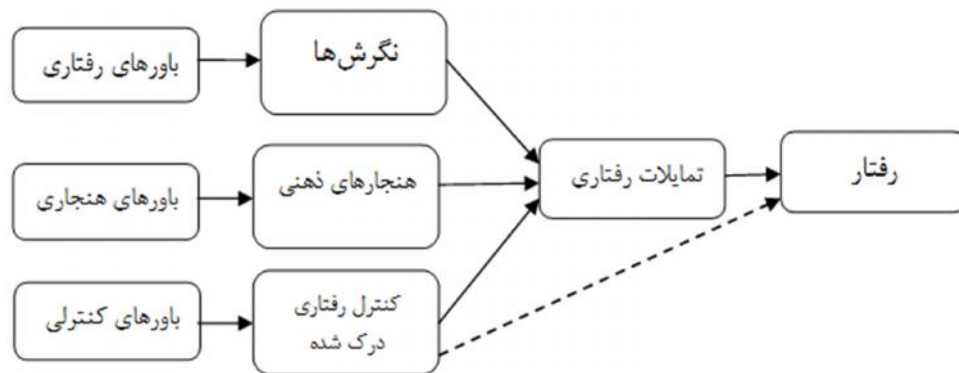 باورهای رفتاری
نگرش‌ها
باورهای هنجاری
هنجارهای ذهنی
باورهای کنترلی
کنترل رفتاری
درک شده
تمایلات رفتاری
رفتار